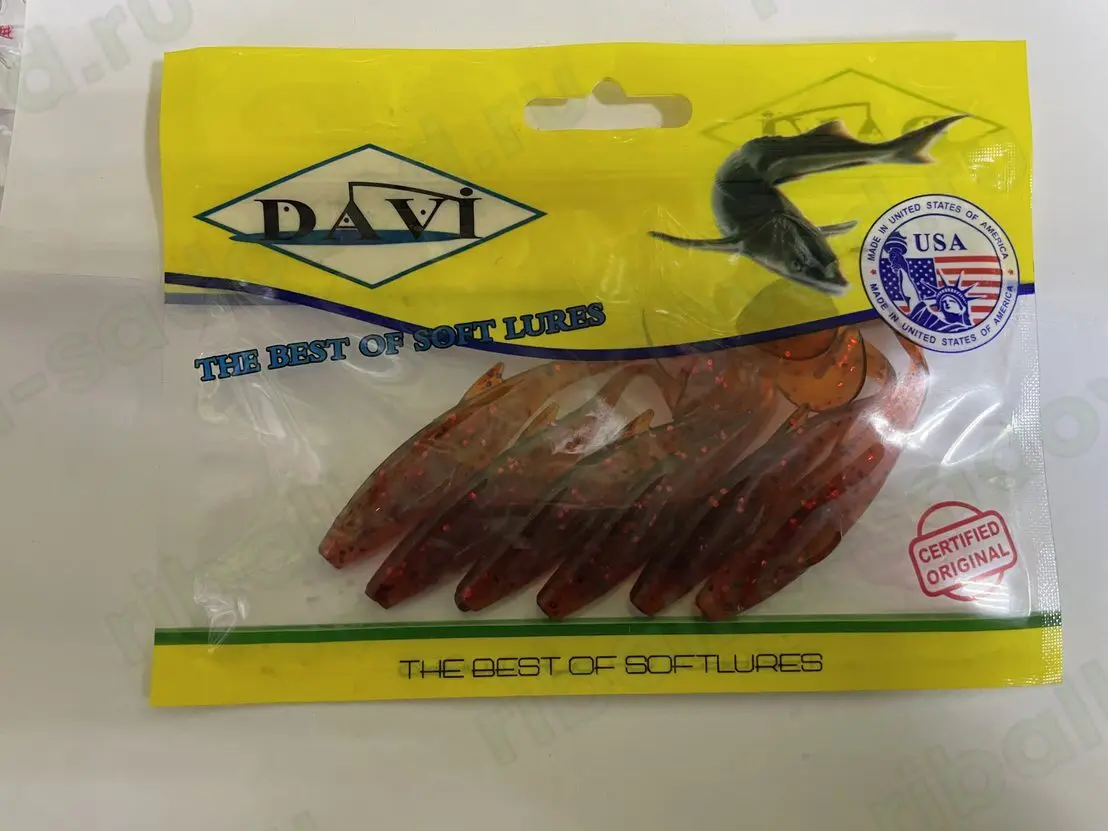 DAVi
THE BEST OF SOFT LURES
MADE IN UNITED STATES OF AMERICA
USA
MADE IN UNITED STATES OF AMERICA
CERTIFIED
ORIGINAL
THE BEST OF SOFTLURES